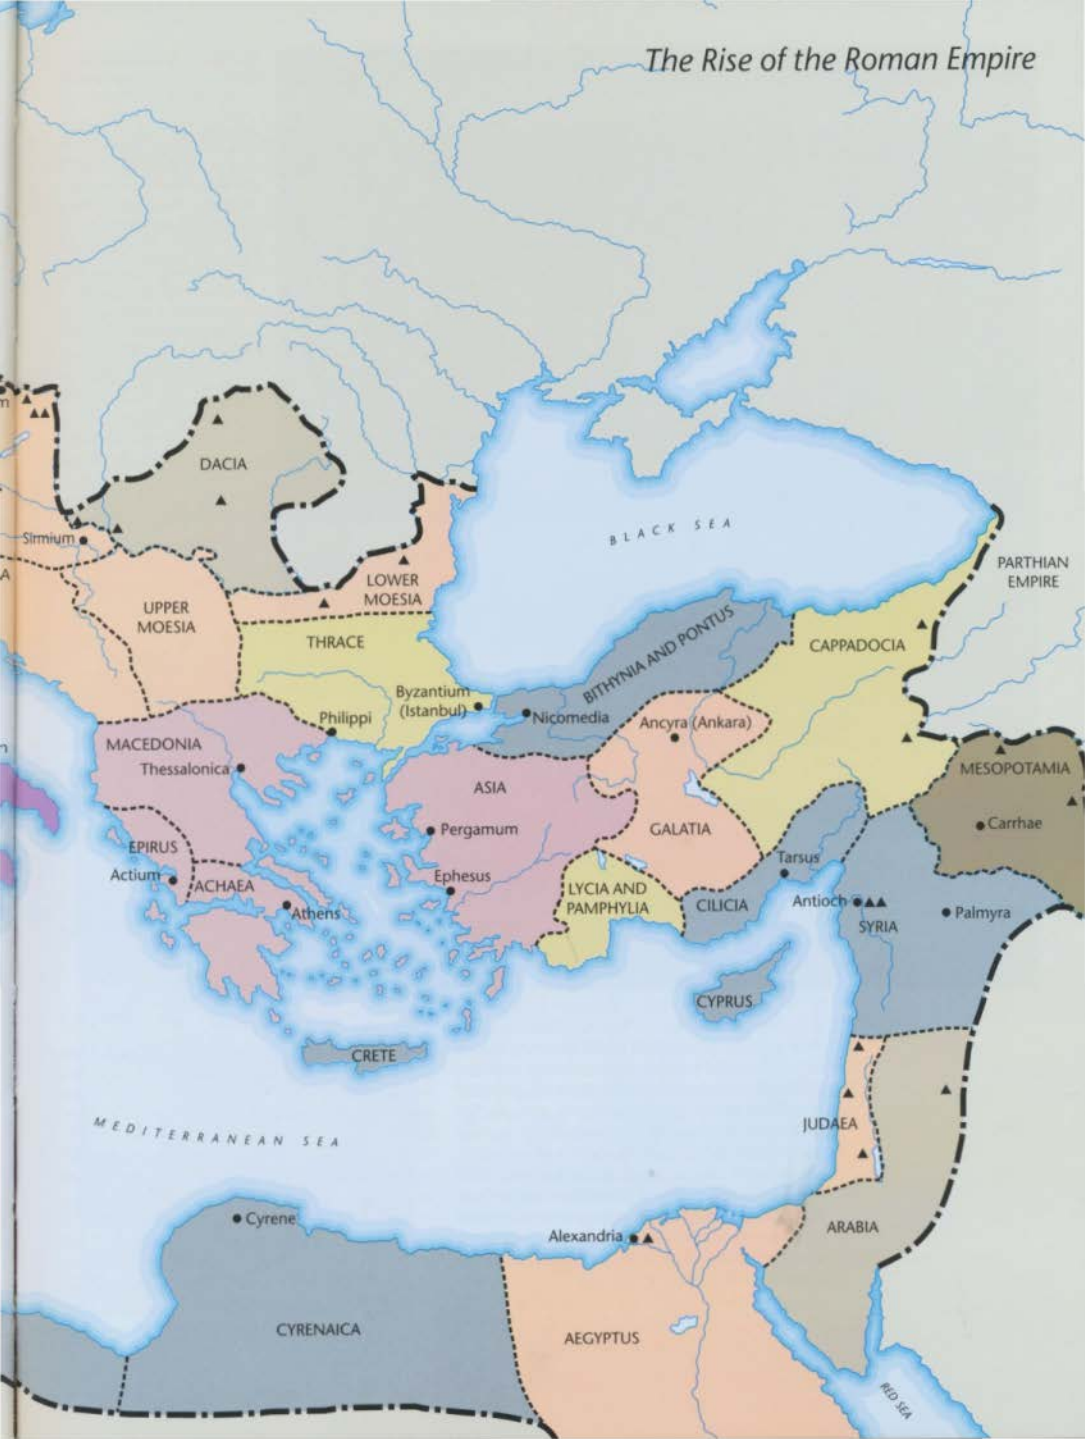 The Rise of the Roman Empire
DACIA
Sirmium
LOWER
MOESIA
UPPER
MOESIA
THRACE
BLACK SEA
PARTHIAN
EMPIRE
BITHYNIA AND PONTUS
CAPPADOCIA
Byzantium
(Istanbul)
Philippi
Nicomedia
Ancyra (Ankara)
MACEDONIA
Thessalonica
ASIA
MESOPOTAMIA
Carrhae
Pergamum
GALATIA
EPIRUS
Actium
ACHAEA
Athens
Ephesus
LYCIA AND
PAMPHYLIA
Tarsus
CILICIA
Antioch
SYRIA
Palmyra
CYPRUS
CRETE
MEDITERRANEAN SEA
JUDAEA
Cyrene
Alexandria
ARABIA
CYRENAICA
AEGYPTUS
RED SEA